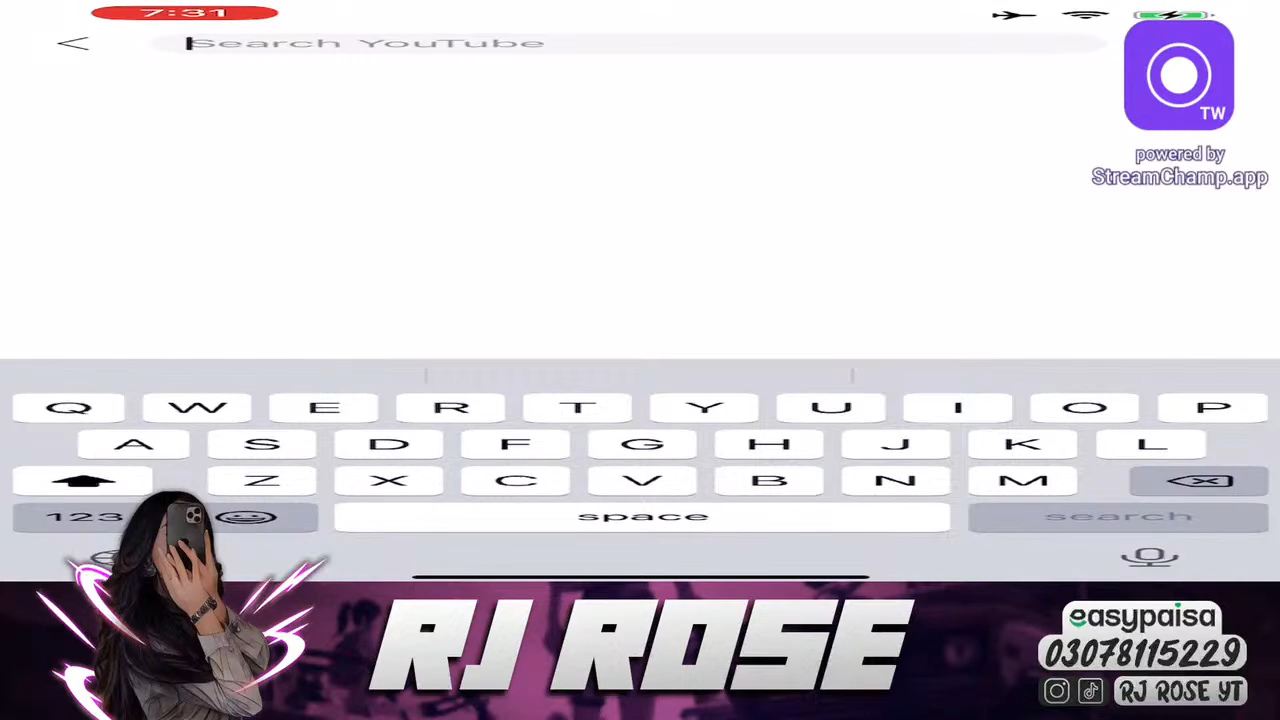 7:31
Search YouTube
TW
powered by
StreamChamp.app
Q W E R T Y U I O P
A S D F G H J K L
Z X C V B N M
123 space search
RJ ROSE
easypaisa
03078115229
RJ ROSE YT